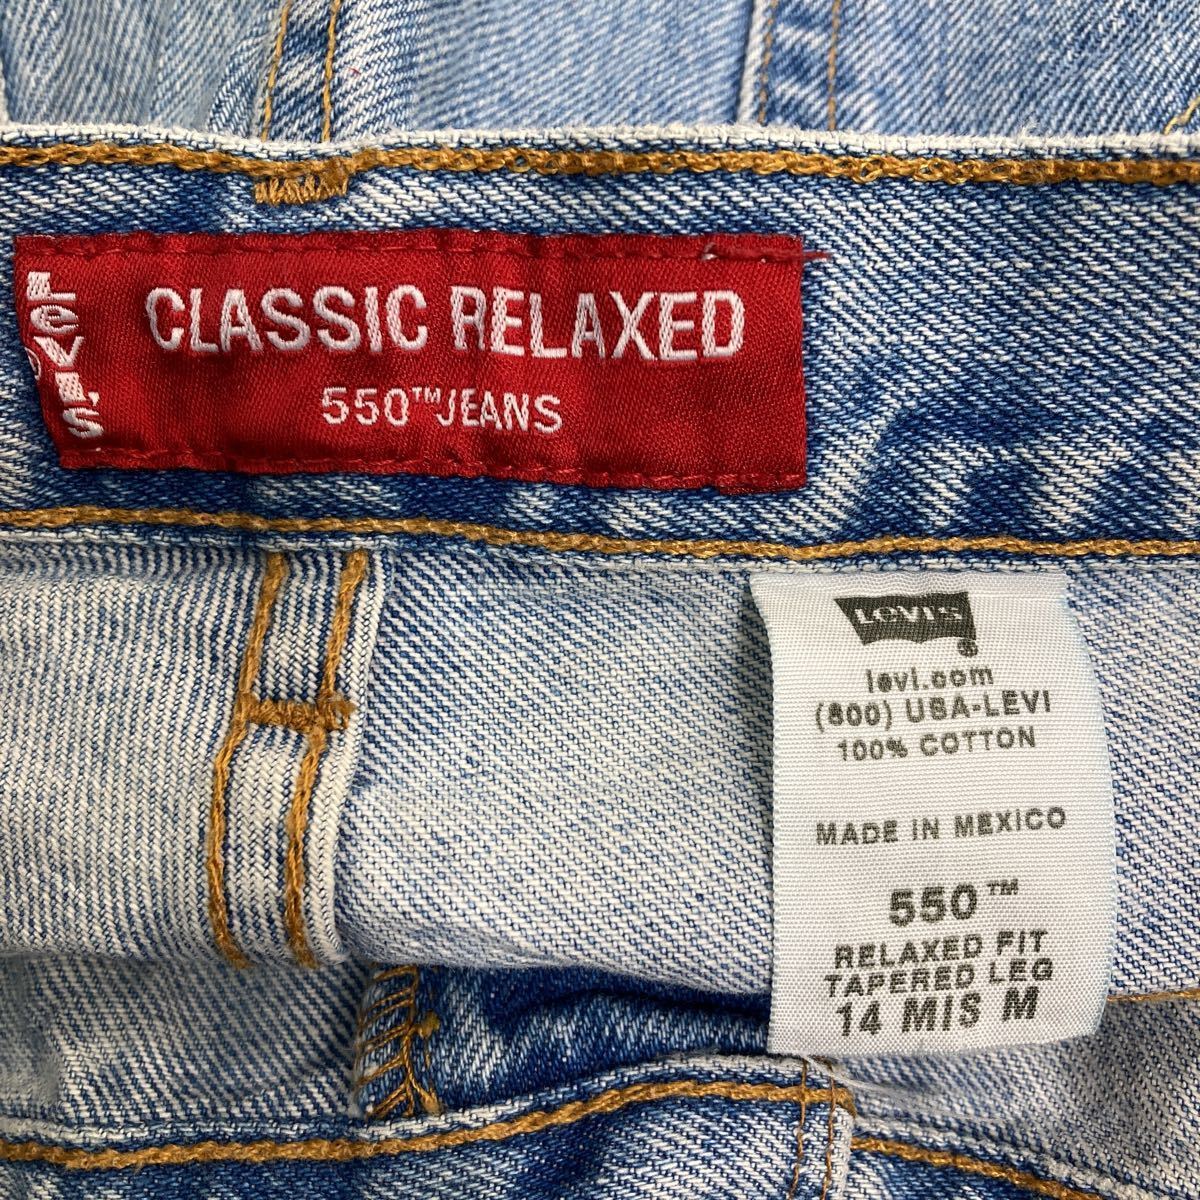 Levi's
®
CLASSIC RELAXED
550™ JEANS
LEVI'S
®
levi.com
(800) USA-LEVI
100% COTTON
MADE IN MEXICO
550™
RELAXED FIT
TAPERED LEG
14 MIS M